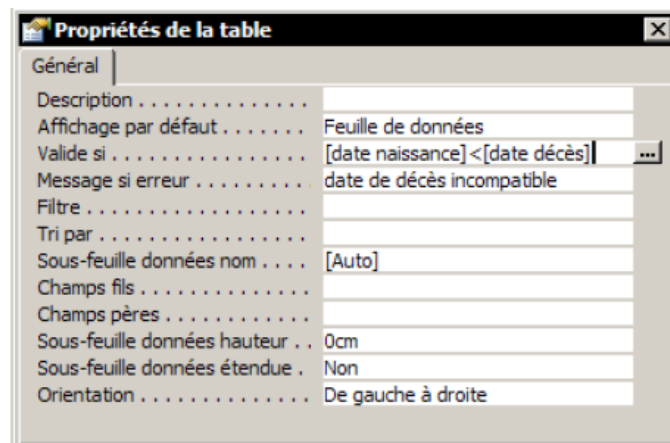 Propriétés de la table
Général
Description . . . . . . . . . . . . . .
Affichage par défaut . . . . . . . Feuille de données
Valide si . . . . . . . . . . . . . . . . . [date naissance]<[date décès] ...
Message si erreur . . . . . . . . . date de décès incompatible
Filtre . . . . . . . . . . . . . . . . . . .
Tri par . . . . . . . . . . . . . . . . . .
Sous-feuille données nom . . . . [Auto]
Champs fils . . . . . . . . . . . . . .
Champs pères . . . . . . . . . . . .
Sous-feuille données hauteur . . 0cm
Sous-feuille données étendue . Non
Orientation . . . . . . . . . . . . . . De gauche à droite